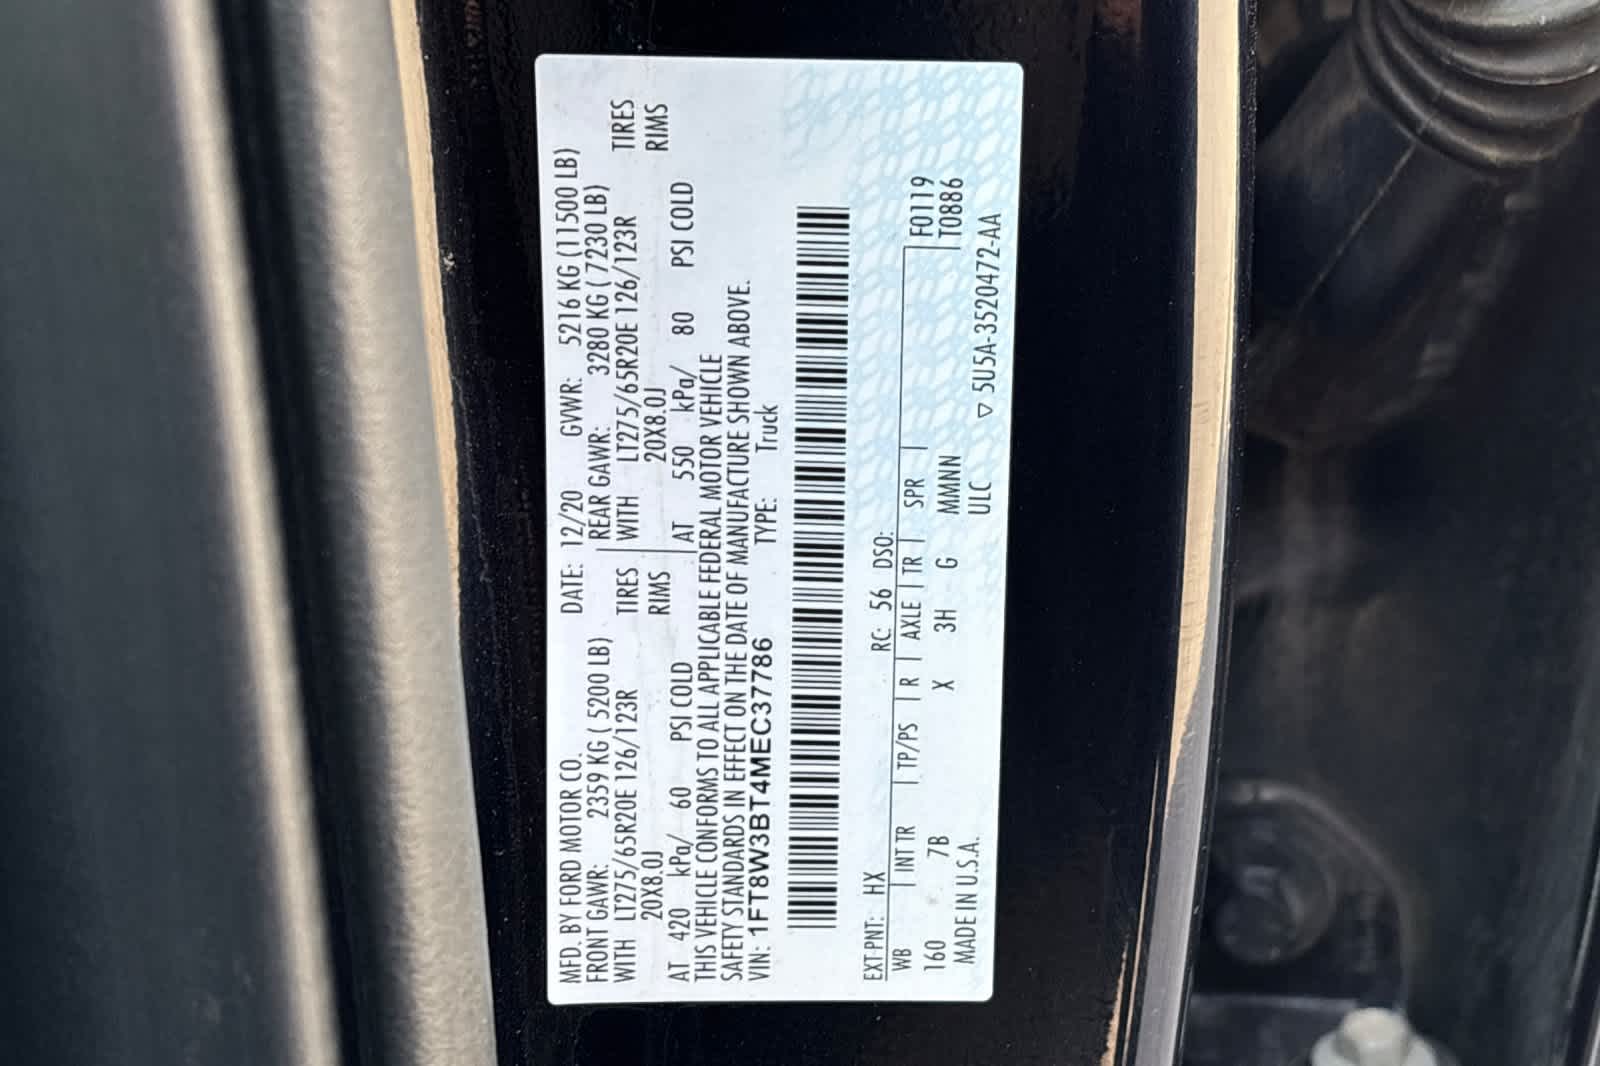 MFD. BY FORD MOTOR CO. DATE: 12/20 GVWR: 5216 KG (11500 LB)
FRONT GAWR: 2359 KG ( 5200 LB) REAR GAWR: 3280 KG ( 7230 LB)
WITH LT275/65R20E 126/123R TIRES WITH LT275/65R20E 126/123R TIRES
20X8.0J RIMS 20X8.0J RIMS
AT 420 kPa/ 60 PSI COLD AT 550 kPa/ 80 PSI COLD
THIS VEHICLE CONFORMS TO ALL APPLICABLE FEDERAL MOTOR VEHICLE
SAFETY STANDARDS IN EFFECT ON THE DATE OF MANUFACTURE SHOWN ABOVE.
VIN: 1FT8W3BT4MEC37786 TYPE: Truck
EXT PNT: HX RC: 56 DSO:
WB INT TR TP/PS R AXLE TR SPR F0119
160 7B X 3H G MMNN T0886
MADE IN U.S.A. ULC ▽ 5U5A-3520472-AA